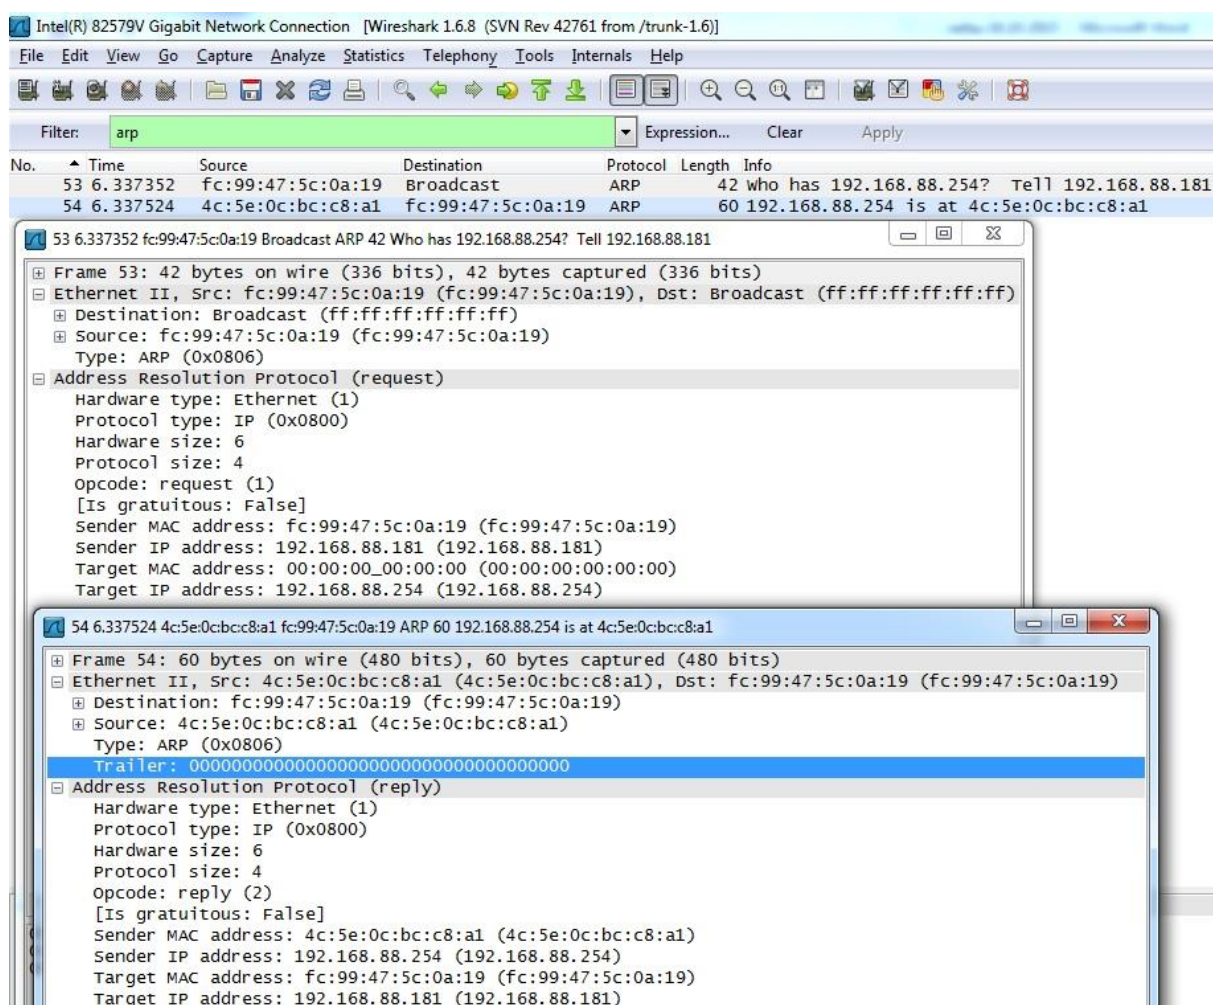 Intel(R) 82579V Gigabit Network Connection [Wireshark 1.6.8 (SVN Rev 42761 from /trunk-1.6)]
File Edit View Go Capture Analyze Statistics Telephony Tools Internals Help
Filter: arp Expression... Clear Apply
No. Time Source Destination Protocol Length Info
53 6.337352 fc:99:47:5c:0a:19 Broadcast ARP 42 Who has 192.168.88.254? Tell 192.168.88.181
54 6.337524 4c:5e:0c:bc:c8:a1 fc:99:47:5c:0a:19 ARP 60 192.168.88.254 is at 4c:5e:0c:bc:c8:a1
53 6.337352 fc:99:47:5c:0a:19 Broadcast ARP 42 Who has 192.168.88.254? Tell 192.168.88.181
Frame 53: 42 bytes on wire (336 bits), 42 bytes captured (336 bits)
Ethernet II, Src: fc:99:47:5c:0a:19 (fc:99:47:5c:0a:19), Dst: Broadcast (ff:ff:ff:ff:ff:ff)
Destination: Broadcast (ff:ff:ff:ff:ff:ff)
Source: fc:99:47:5c:0a:19 (fc:99:47:5c:0a:19)
Type: ARP (0x0806)
Address Resolution Protocol (request)
Hardware type: Ethernet (1)
Protocol type: IP (0x0800)
Hardware size: 6
Protocol size: 4
Opcode: request (1)
[Is gratuitous: False]
Sender MAC address: fc:99:47:5c:0a:19 (fc:99:47:5c:0a:19)
Sender IP address: 192.168.88.181 (192.168.88.181)
Target MAC address: 00:00:00_00:00:00 (00:00:00:00:00:00)
Target IP address: 192.168.88.254 (192.168.88.254)
54 6.337524 4c:5e:0c:bc:c8:a1 fc:99:47:5c:0a:19 ARP 60 192.168.88.254 is at 4c:5e:0c:bc:c8:a1
Frame 54: 60 bytes on wire (480 bits), 60 bytes captured (480 bits)
Ethernet II, Src: 4c:5e:0c:bc:c8:a1 (4c:5e:0c:bc:c8:a1), Dst: fc:99:47:5c:0a:19 (fc:99:47:5c:0a:19)
Destination: fc:99:47:5c:0a:19 (fc:99:47:5c:0a:19)
Source: 4c:5e:0c:bc:c8:a1 (4c:5e:0c:bc:c8:a1)
Type: ARP (0x0806)
Trailer: 000000000000000000000000000000000000
Address Resolution Protocol (reply)
Hardware type: Ethernet (1)
Protocol type: IP (0x0800)
Hardware size: 6
Protocol size: 4
Opcode: reply (2)
[Is gratuitous: False]
Sender MAC address: 4c:5e:0c:bc:c8:a1 (4c:5e:0c:bc:c8:a1)
Sender IP address: 192.168.88.254 (192.168.88.254)
Target MAC address: fc:99:47:5c:0a:19 (fc:99:47:5c:0a:19)
Target IP address: 192.168.88.181 (192.168.88.181)